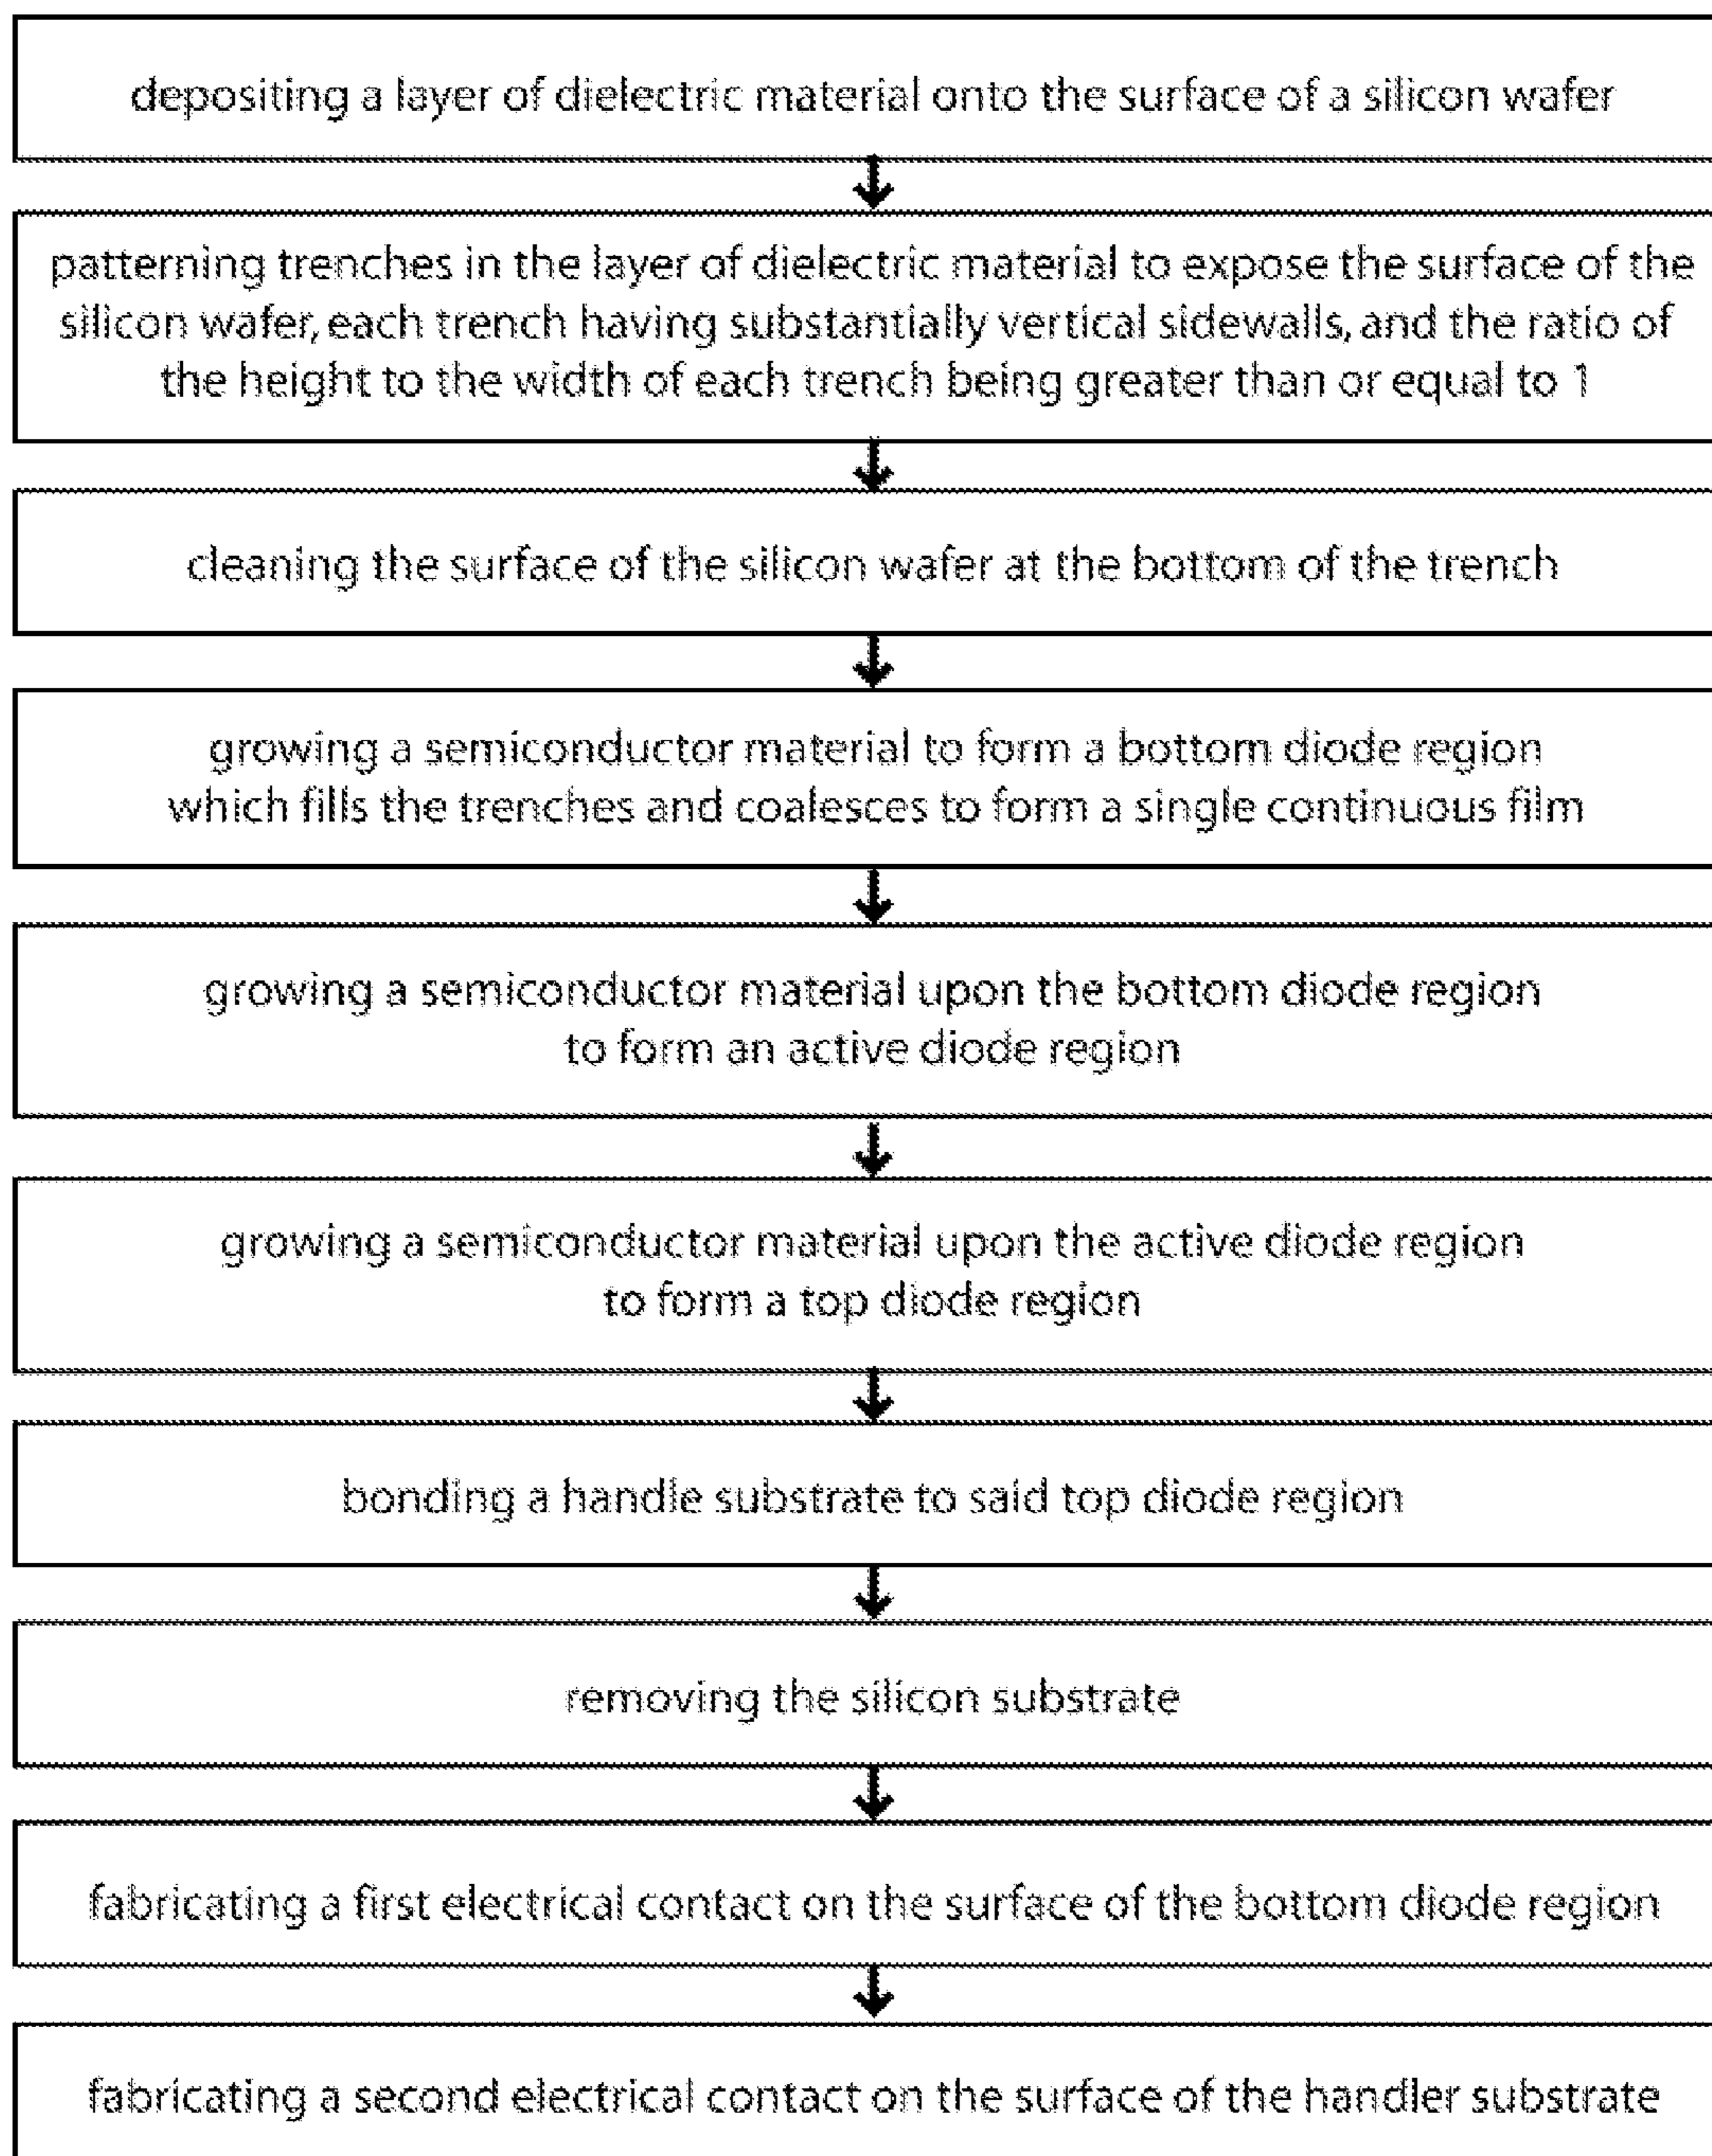 depositing a layer of dielectric material onto the surface of a silicon wafer
patterning trenches in the layer of dielectric material to expose the surface of the
silicon wafer, each trench having substantially vertical sidewalls, and the ratio of
the height to the width of each trench being greater than or equal to 1
cleaning the surface of the silicon wafer at the bottom of the trench
growing a semiconductor material to form a bottom diode region
which fills the trenches and coalesces to form a single continuous film
growing a semiconductor material upon the bottom diode region
to form an active diode region
growing a semiconductor material upon the active diode region
to form a top diode region
bonding a handle substrate to said top diode region
removing the silicon substrate
fabricating a first electrical contact on the surface of the bottom diode region
fabricating a second electrical contact on the surface of the handler substrate